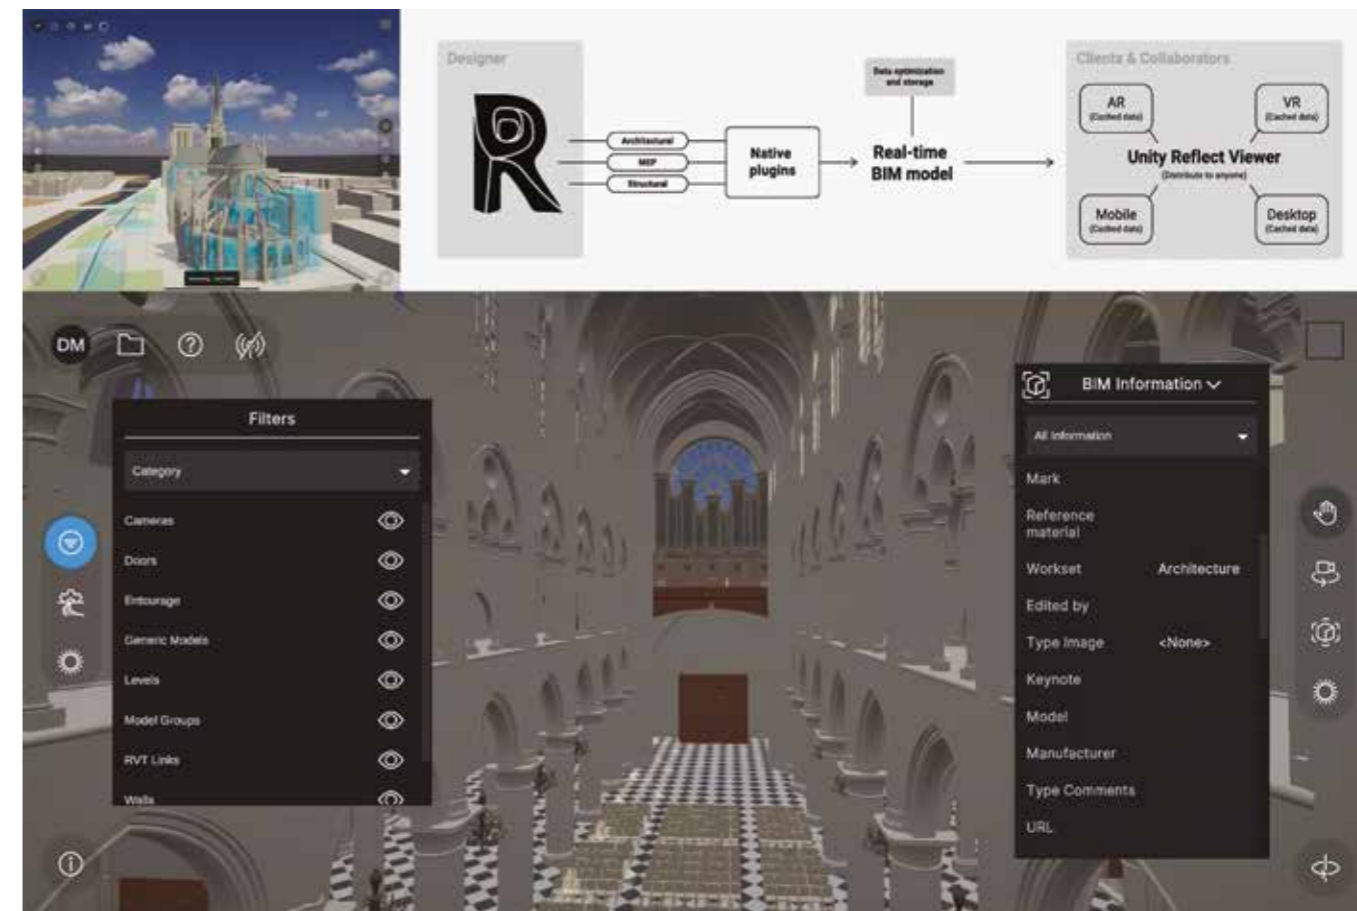 Designer
R
Architectural
MEP
Structural
Native
plugins
Data optimization
and storage
Real-time
BIM model
Clients & Collaborators
AR
(Cached data)
VR
(Cached data)
Unity Reflect Viewer
(Distribute to anyone)
Mobile
(Cached data)
Desktop
(Cached data)
DM
Filters
Category
Cameras
Doors
Entourage
Generic Models
Levels
Model Groups
RVT Links
Walls
BIM Information
All Information
Mark
Reference
material
Workset Architecture
Edited by
Type Image <None>
Keynote
Model
Manufacturer
Type Comments
URL